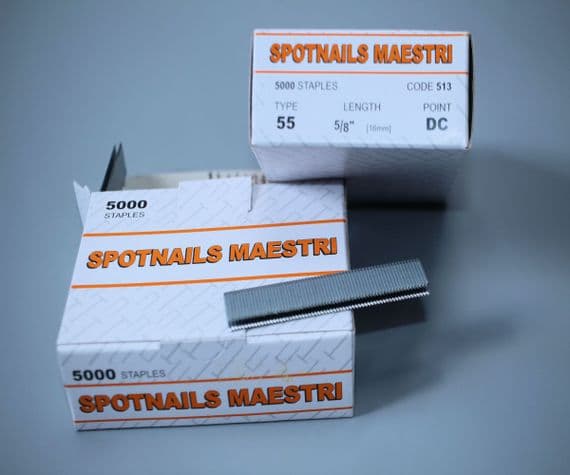 SPOTNAILS MAESTRI
5000 STAPLES CODE 513
TYPE LENGTH POINT
55 5/8" [16mm] DC
5000
STAPLES
SPOTNAILS MAESTRI
5000 STAPLES
SPOTNAILS MAESTRI